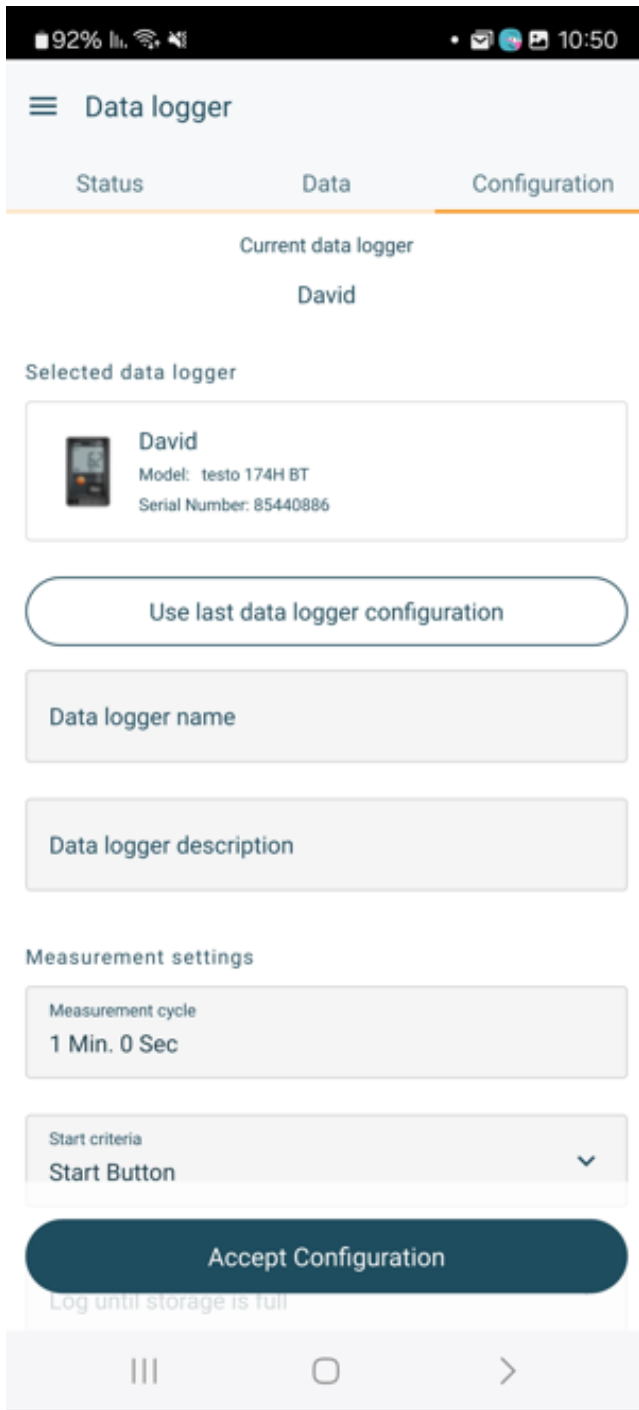 92%
10:50
Data logger
Status Data Configuration
Current data logger
David
Selected data logger
David
Model: testo 174H BT
Serial Number: 85440886
Use last data logger configuration
Data logger name
Data logger description
Measurement settings
Measurement cycle
1 Min. 0 Sec
Start criteria
Start Button
Accept Configuration
Log until storage is full